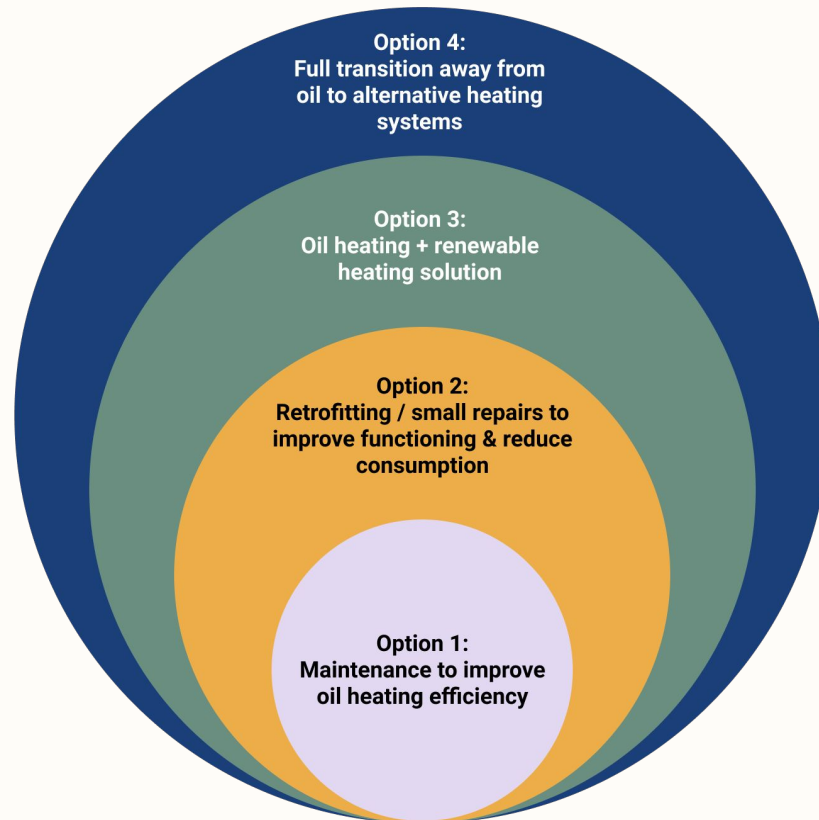 Option 4:
Full transition away from
oil to alternative heating
systems
Option 3:
Oil heating + renewable
heating solution
Option 2:
Retrofitting / small repairs to
improve functioning & reduce
consumption
Option 1:
Maintenance to improve
oil heating efficiency